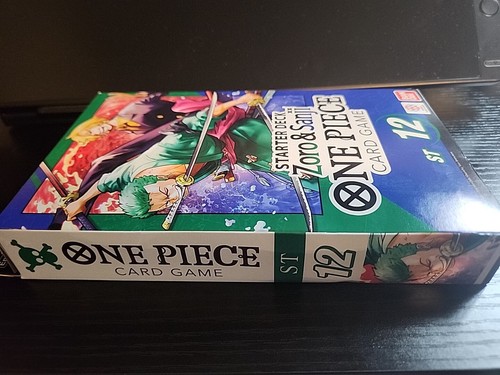 STARTER DECK
Zoro & Sanji
ONE PIECE
CARD GAME
ST 12
ONE PIECE
CARD GAME
ST
12